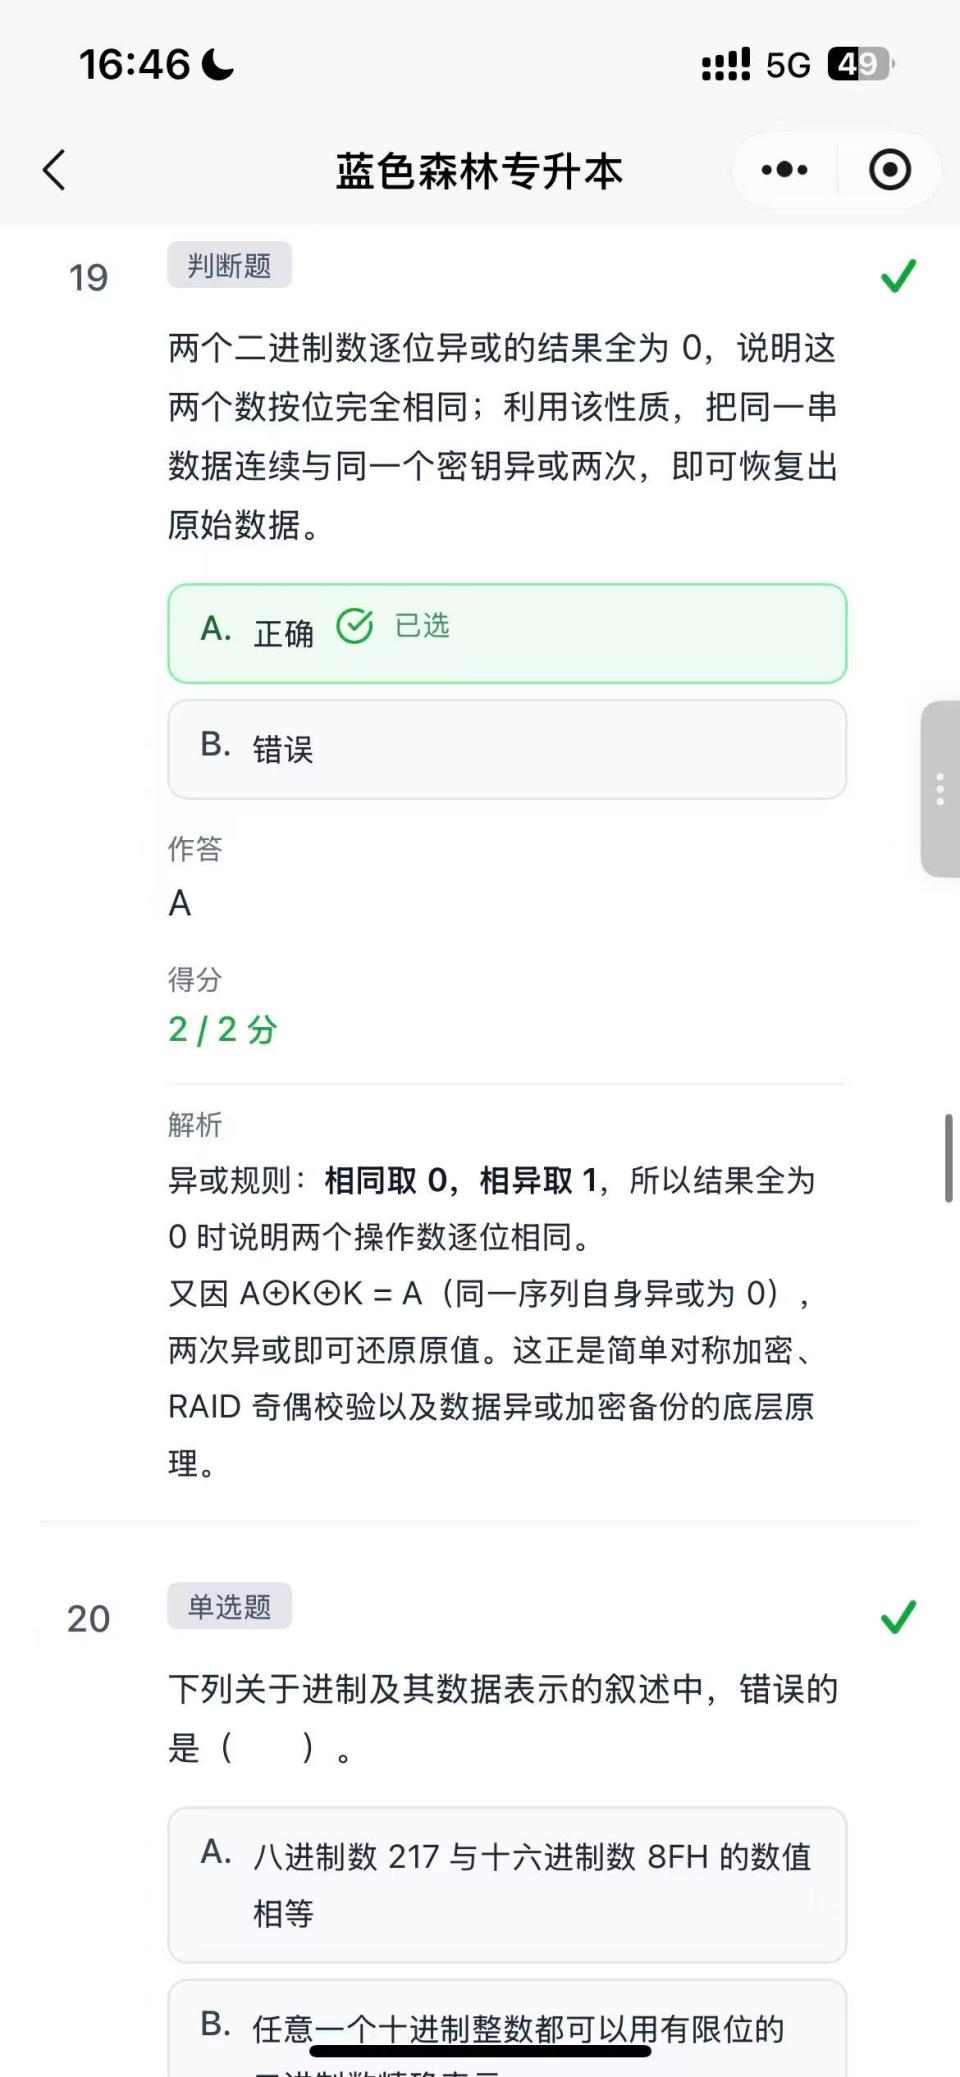 16:46
5G 49
蓝色森林专升本
19
判断题
两个二进制数逐位异或的结果全为 0，说明这
两个数按位完全相同；利用该性质，把同一串
数据连续与同一个密钥异或两次，即可恢复出
原始数据。
A. 正确 已选
B. 错误
作答
A
得分
2 / 2 分
解析
异或规则：相同取 0，相异取 1，所以结果全为
0 时说明两个操作数逐位相同。
又因 A⊕K⊕K = A（同一序列自身异或为 0），
两次异或即可还原原值。这正是简单对称加密、
RAID 奇偶校验以及数据异或加密备份的底层原
理。
20
单选题
下列关于进制及其数据表示的叙述中，错误的
是（　　）。
A. 八进制数 217 与十六进制数 8FH 的数值
相等
B. 任意一个十进制整数都可以用有限位的